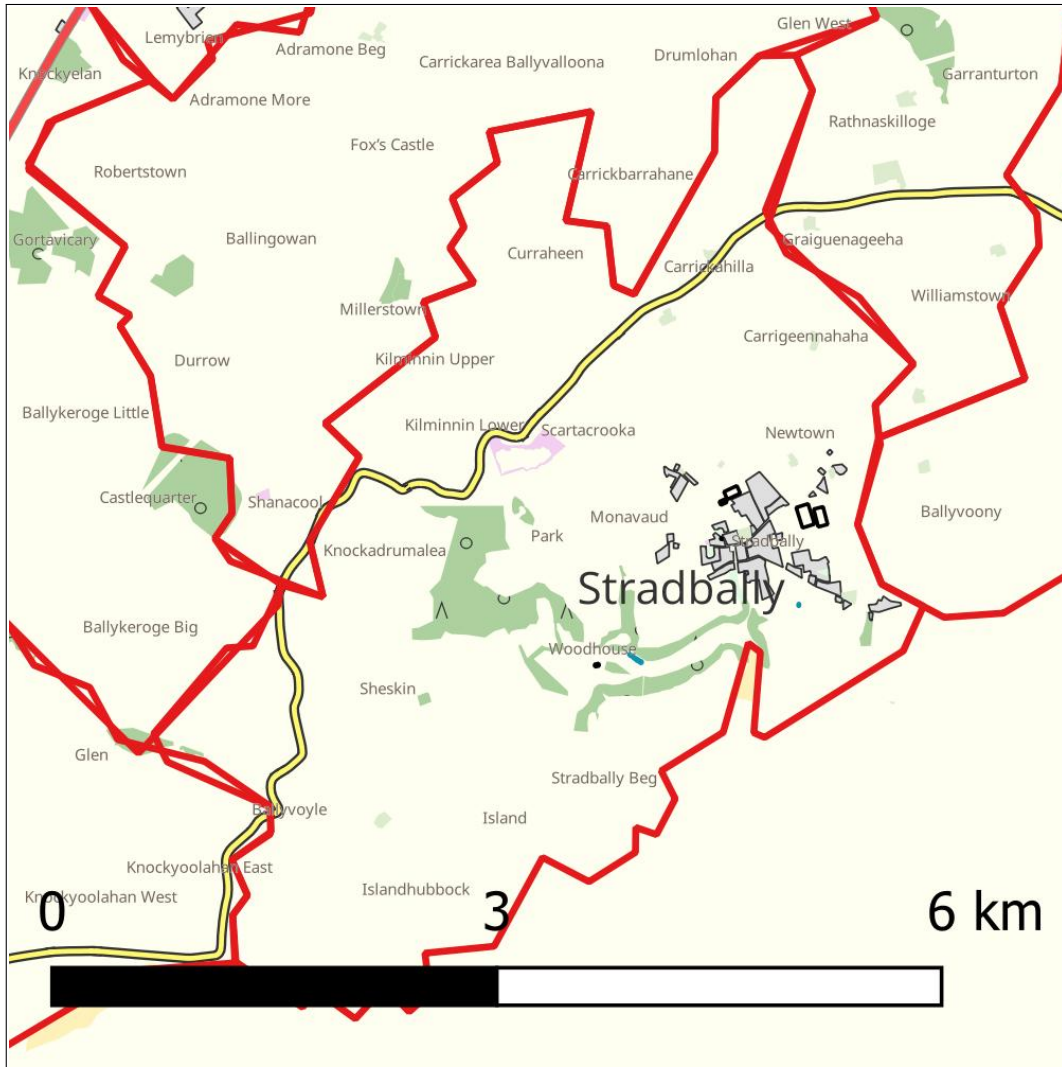 Glen West
Lemybrien
Adramone Beg
Drumlohan
Carrickarea Ballyvalloona
Knockyelan
Garranturton
Adramone More
Rathnaskilloge
Fox's Castle
Robertstown
Carrickbarrahane
Gortavicary
Ballingowan
Graiguenageeha
Curraheen
Carrickahilla
Williamstown
Millerstown
Carrigeennahaha
Durrow
Kilminnin Upper
Ballykeroge Little
Kilminnin Lower
Scartacrooka
Newtown
Castlequarter
Shanacool
Monavaud
Ballyvoony
Park
Stradbally
Knockadrumalea
Stradbally
Ballykeroge Big
Woodhouse
Sheskin
Glen
Stradbally Beg
Ballyvoyle
Island
Knockyoolahan East
Islandhubbock
Knockyoolahan West
0 3 6 km